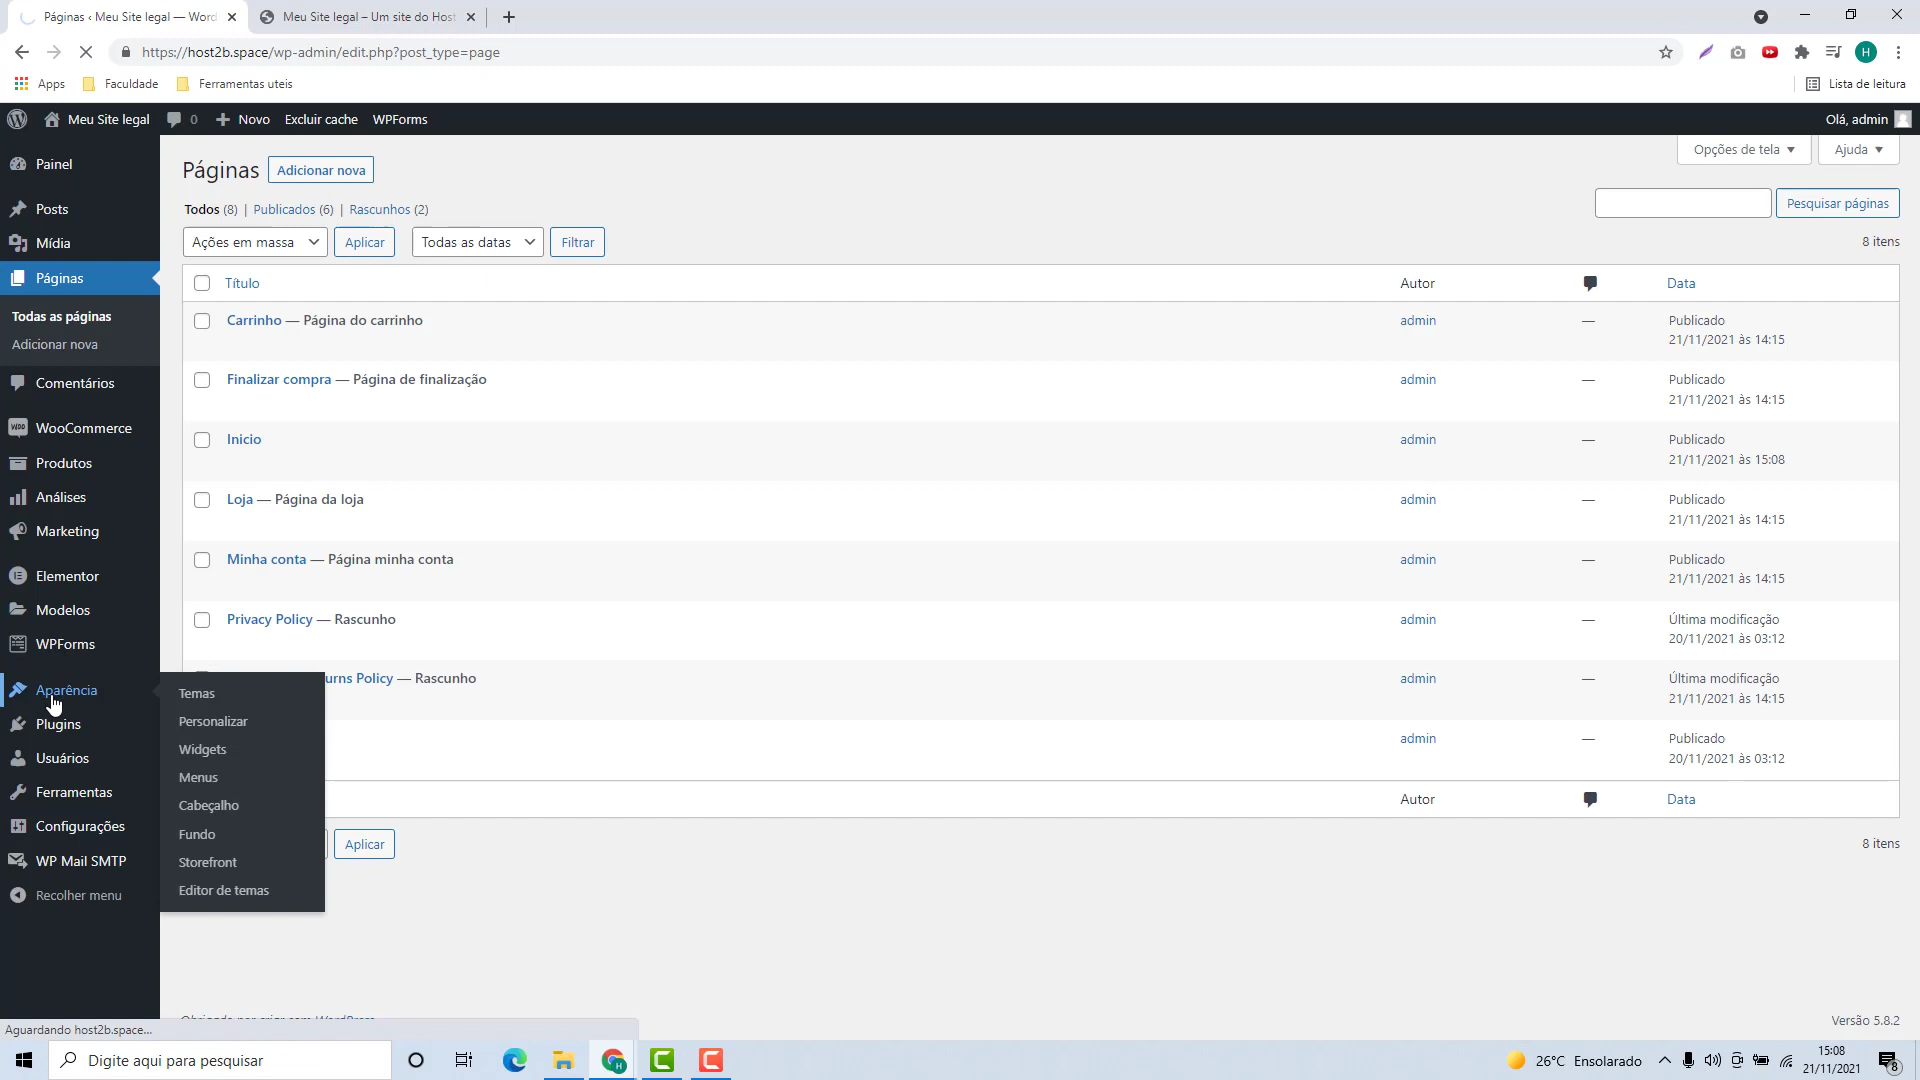 Páginas ‹ Meu Site legal — Word
Meu Site legal – Um site do Host
https://host2b.space/wp-admin/edit.php?post_type=page
H
Apps
Faculdade
Ferramentas uteis
Lista de leitura
Meu Site legal
0
Novo
Excluir cache
WPForms
Olá, admin
Painel
Posts
Mídia
Páginas
Todas as páginas
Adicionar nova
Comentários
WooCommerce
Produtos
Análises
Marketing
Elementor
Modelos
WPForms
Aparência
Plugins
Usuários
Ferramentas
Configurações
WP Mail SMTP
Recolher menu
Temas
Personalizar
Widgets
Menus
Cabeçalho
Fundo
Storefront
Editor de temas
Páginas
Adicionar nova
Opções de tela
Ajuda
Todos (8) | Publicados (6) | Rascunhos (2)
Pesquisar páginas
Ações em massa
Aplicar
Todas as datas
Filtrar
8 itens
Título
Autor
Data
Carrinho — Página do carrinho
admin
—
Publicado
21/11/2021 às 14:15
Finalizar compra — Página de finalização
admin
—
Publicado
21/11/2021 às 14:15
Inicio
admin
—
Publicado
21/11/2021 às 15:08
Loja — Página da loja
admin
—
Publicado
21/11/2021 às 14:15
Minha conta — Página minha conta
admin
—
Publicado
21/11/2021 às 14:15
Privacy Policy — Rascunho
admin
—
Última modificação
20/11/2021 às 03:12
urns Policy — Rascunho
admin
—
Última modificação
21/11/2021 às 14:15
admin
—
Publicado
20/11/2021 às 03:12
Autor
Data
Aplicar
8 itens
Versão 5.8.2
Aguardando host2b.space...
Digite aqui para pesquisar
26°C Ensolarado
15:08
21/11/2021
8